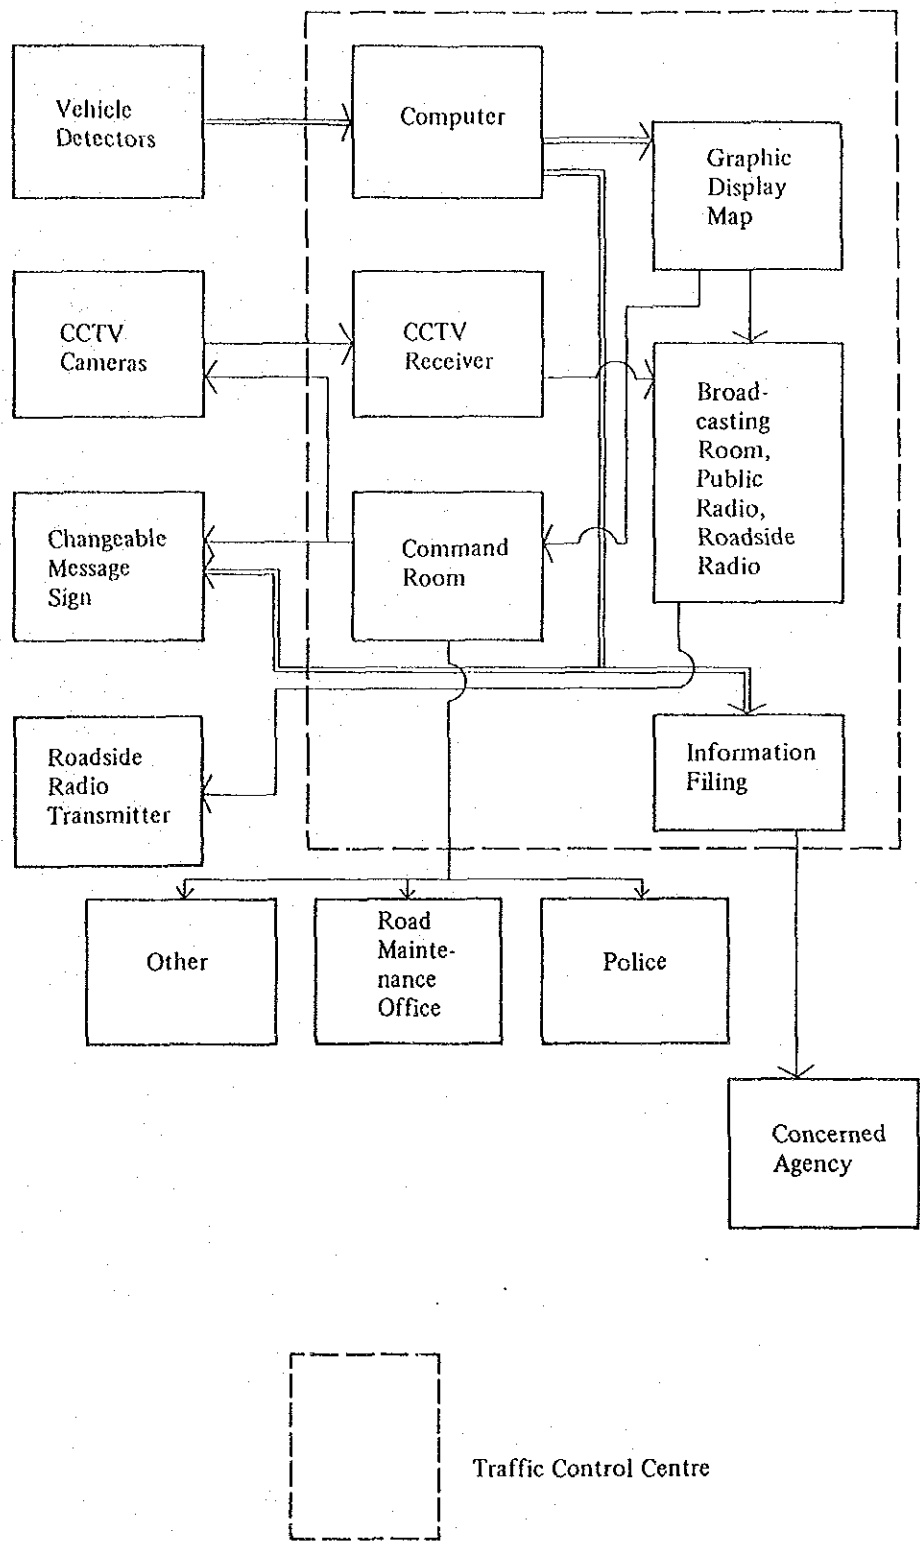 Vehicle
Detectors
Computer
Graphic
Display
Map
CCTV
Cameras
CCTV
Receiver
Broad-
casting
Room,
Public
Radio,
Roadside
Radio
Changeable
Message
Sign
Command
Room
Roadside
Radio
Transmitter
Information
Filing
Other
Road
Mainte-
nance
Office
Police
Concerned
Agency
Traffic Control Centre